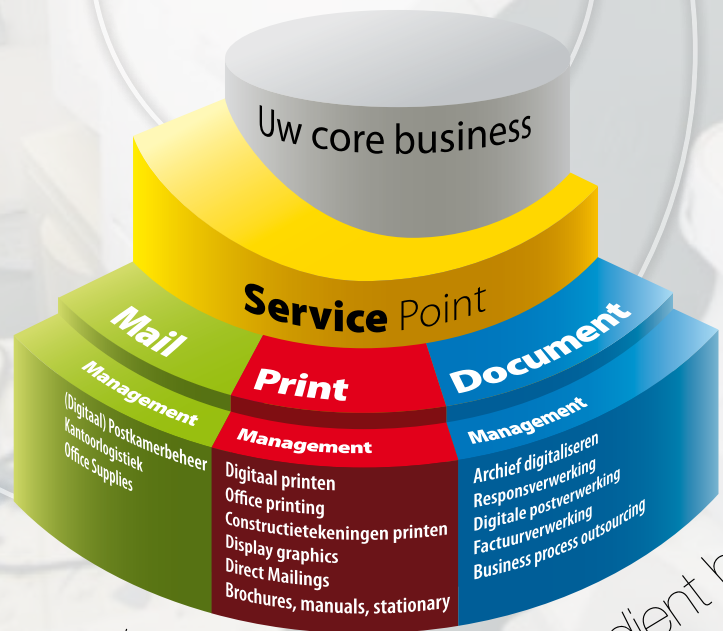 Uw core business
Service Point
Mail
Management
(Digitaal) Postkamerbeheer
Kantoorlogistiek
Office Supplies
Print
Management
Digitaal printen
Office printing
Constructietekeningen printen
Display graphics
Direct Mailings
Brochures, manuals, stationary
Document
Management
Archief digitaliseren
Responsverwerking
Digitale postverwerking
Factuurverwerking
Business process outsourcing